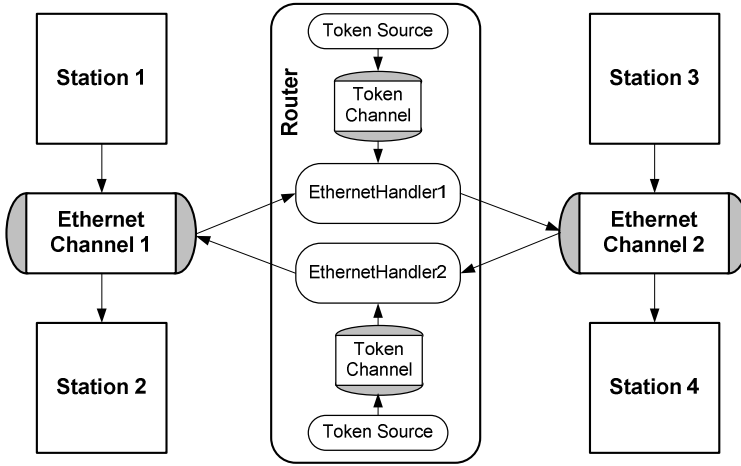 Station 1
Ethernet
Channel 1
Station 2
Router
Token Source
Token
Channel
EthernetHandler1
EthernetHandler2
Token
Channel
Token Source
Station 3
Ethernet
Channel 2
Station 4